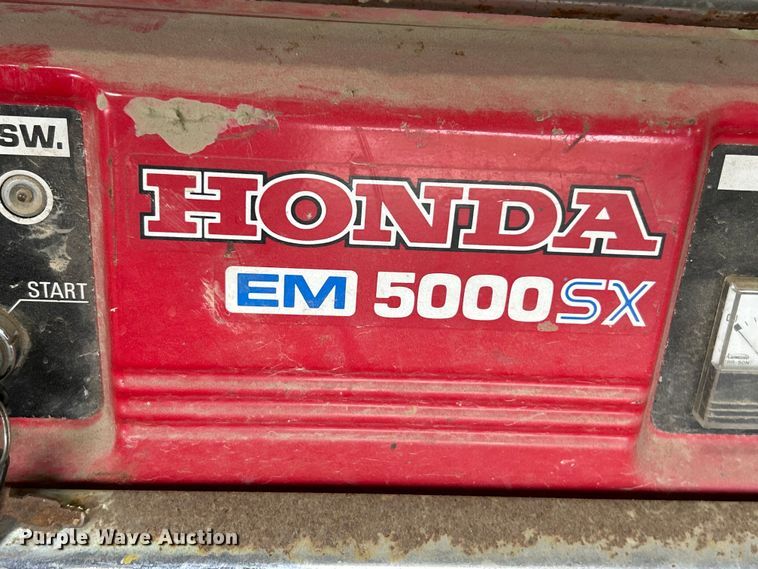 SW.
HONDA
EM 5000SX
START
Purple Wave Auction